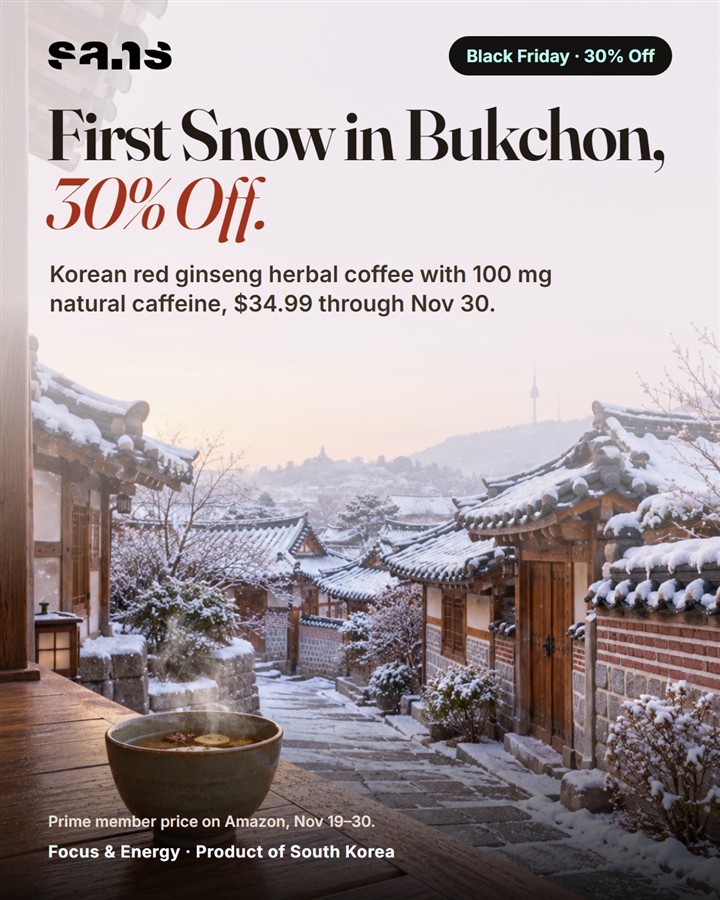 sans
Black Friday · 30% Off
First Snow in Bukchon,
30% Off.
Korean red ginseng herbal coffee with 100 mg
natural caffeine, $34.99 through Nov 30.
Prime member price on Amazon, Nov 19–30.
Focus & Energy · Product of South Korea